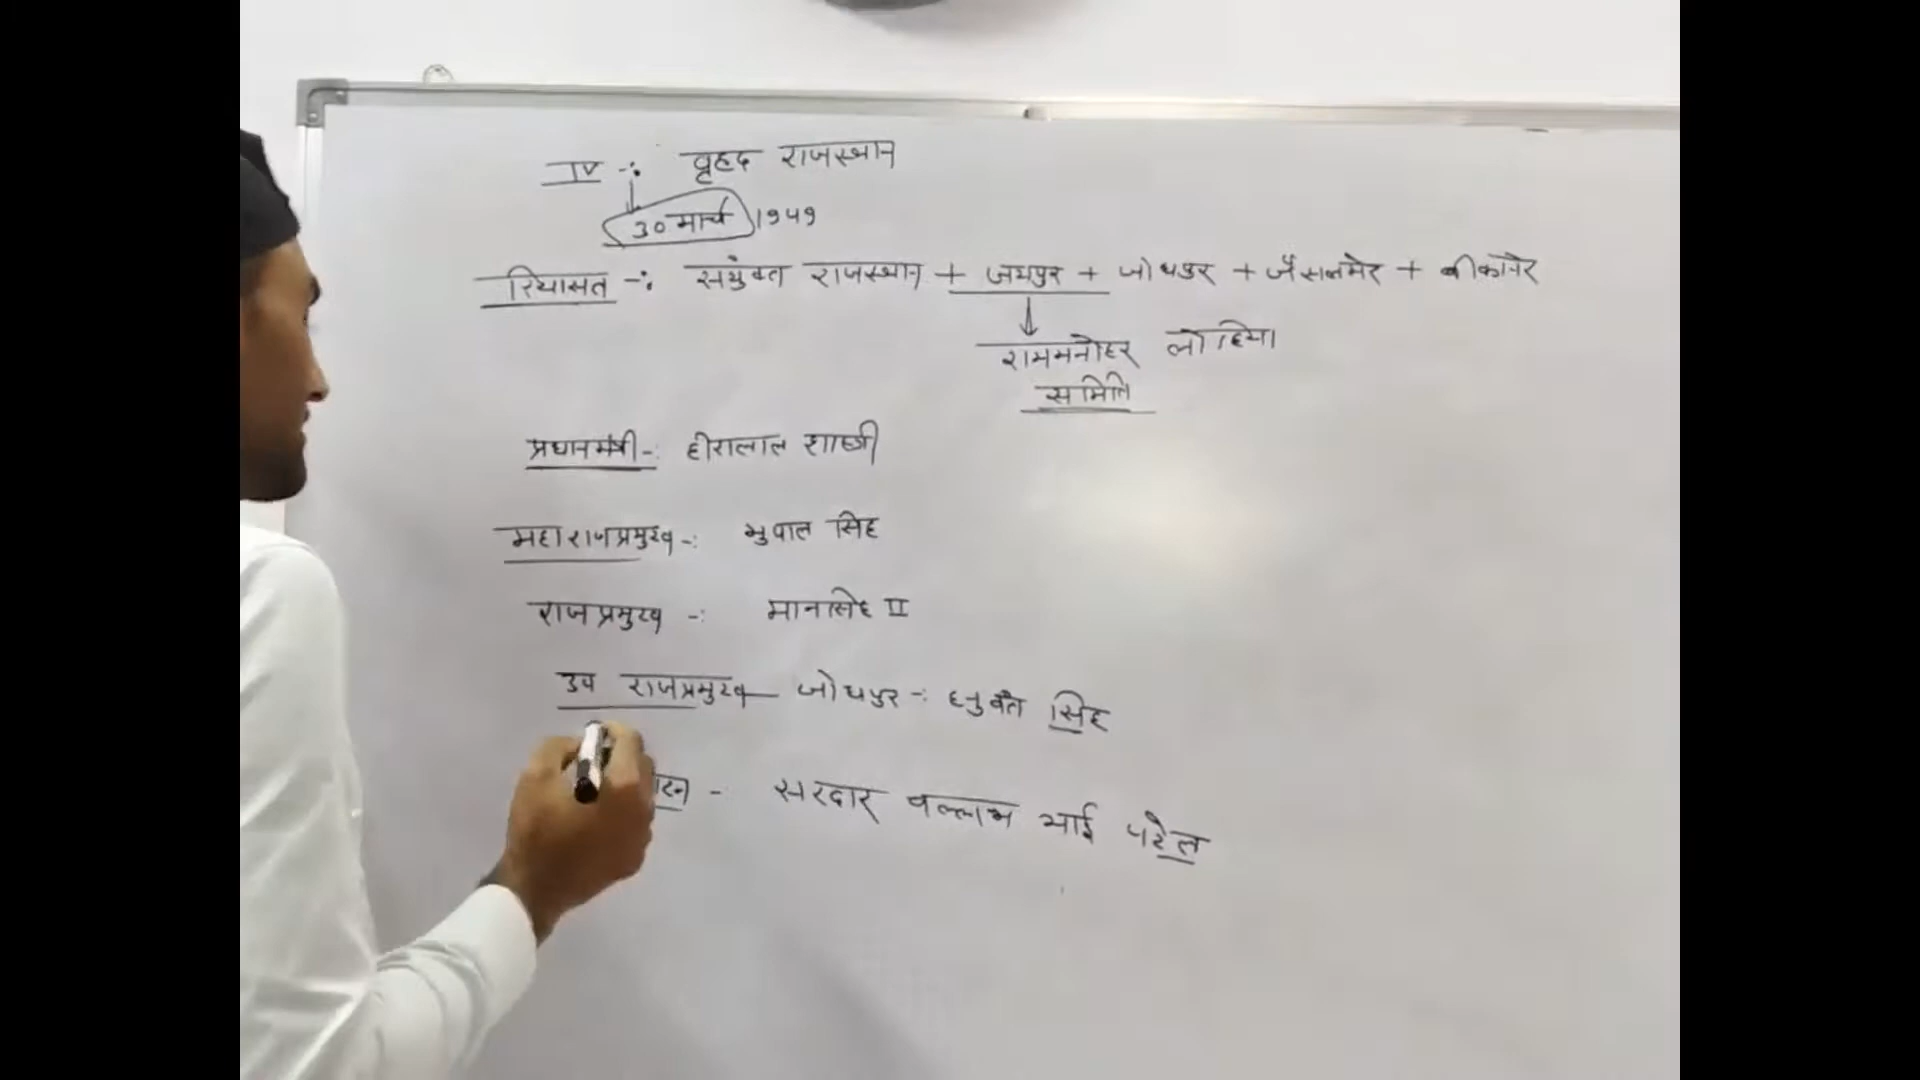 IV -: वृहद राजस्थान
30 मार्च 1949
रियासत -: सयुंक्त राजस्थान + जयपुर + जोधपुर + जैसलमेर + बीकानेर
राममनोहर लोहिया
समिति
प्रधानमंत्री -: हीरालाल शास्त्री
महाराजप्रमुख -: भुपाल सिंह
राजप्रमुख -: मानसिंह II
उप राजप्रमुख - जोधपुर -: हनुवंत सिंह
- सरदार वल्लभ भाई पटेल